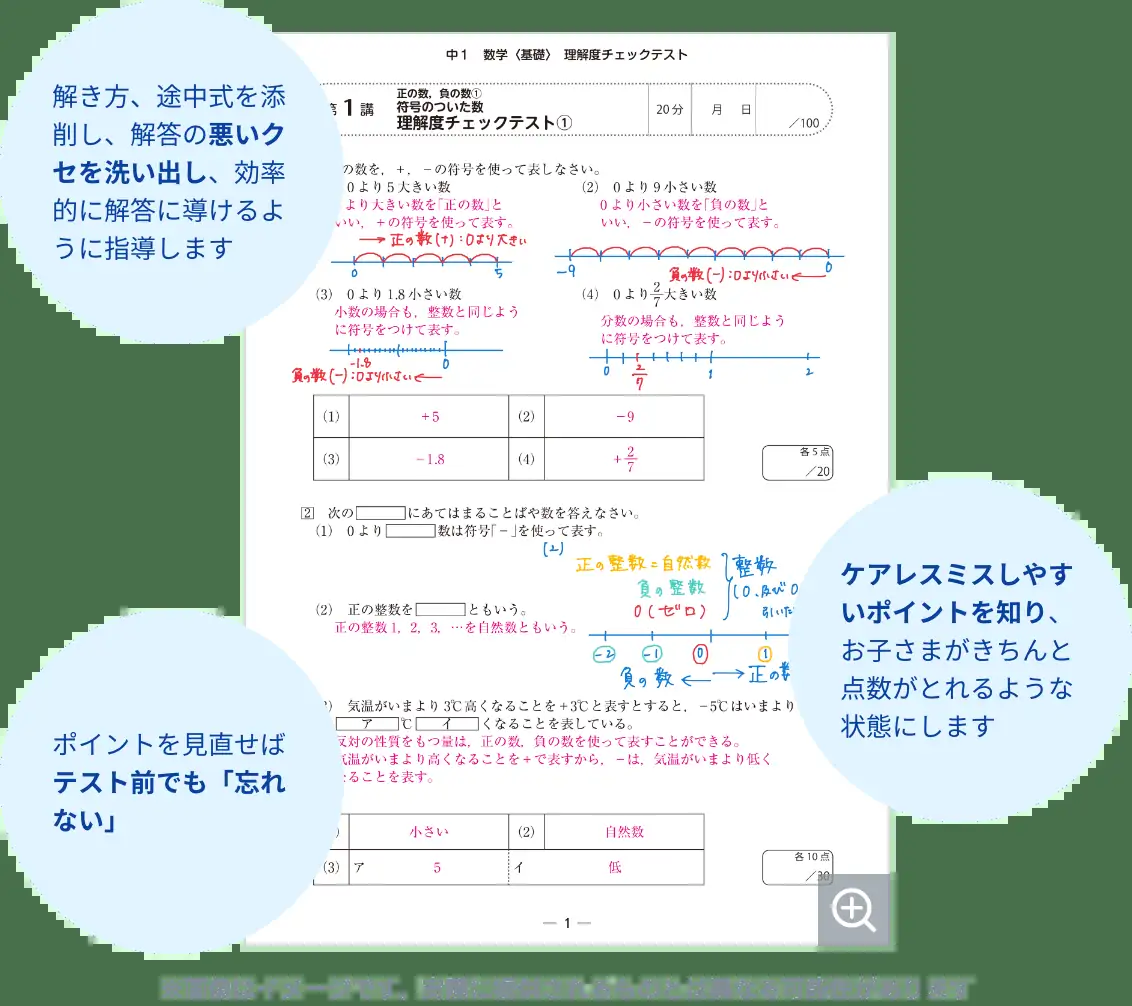 解き方、途中式を添
削し、解答の悪いク
セを洗い出し、効率
的に解答に導けるよ
うに指導します
中1 数学〈基礎〉 理解度チェックテスト
1 講
正の数，負の数①
符号のついた数
理解度チェックテスト①
20分 月 日 ／100
の数を，＋，－の符号を使って表しなさい。
0より5大きい数
より大きい数を「正の数」と
いい，＋の符号を使って表す。
→ 正の数(+):0より大きい
0 5
(2) 0より9小さい数
0より小さい数を「負の数」と
いい，－の符号を使って表す。
-9 0
負の数(-):0より小さい ←
(3) 0より1.8小さい数
小数の場合も，整数と同じよう
に符号をつけて表す。
-1.8 0
負の数(-):0より小さい ←
(4) 0より2/7大きい数
分数の場合も，整数と同じよう
に符号をつけて表す。
0 2/7 1 2
(1) ＋5 (2) －9
(3) －1.8 (4) ＋2/7
各5点
／20
2 次の にあてはまることばや数を答えなさい。
(1) 0より 数は符号「－」を使って表す。
(2)
正の整数=自然数
負の整数
0(ゼロ)
整数
(0、及び0
(2) 正の整数を ともいう。
正の整数1，2，3，…を自然数ともいう。
-2 -1 0 1
負の数 ← → 正の数
) 気温がいまより3℃高くなることを＋3℃と表すとすると，－5℃はいまより
ア ℃ イ くなることを表している。
反対の性質をもつ量は，正の数，負の数を使って表すことができる。
気温がいまより高くなることを＋で表すから，－は，気温がいまより低く
なることを表す。
小さい (2) 自然数
(3) ア 5 イ 低
各10点
／30
― 1 ―
ケアレスミスしやす
いポイントを知り、
お子さまがきちんと
点数がとれるような
状態にします
ポイントを見直せば
テスト前でも「忘れ
ない」